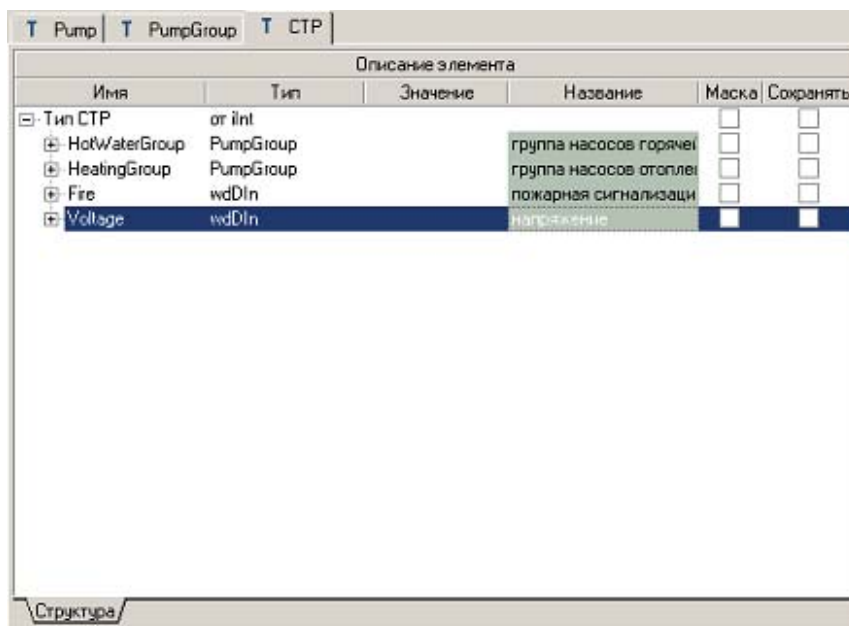 T Pump T PumpGroup T CTP
Описание элемента
Имя Тип Значение Название Маска Сохранять
Тип CTP от iInt
HotWaterGroup PumpGroup группа насосов горячей
HeatingGroup PumpGroup группа насосов отоплен
Fire wdDIn пожарная сигнализаци
Voltage wdDIn напряжение
Структура